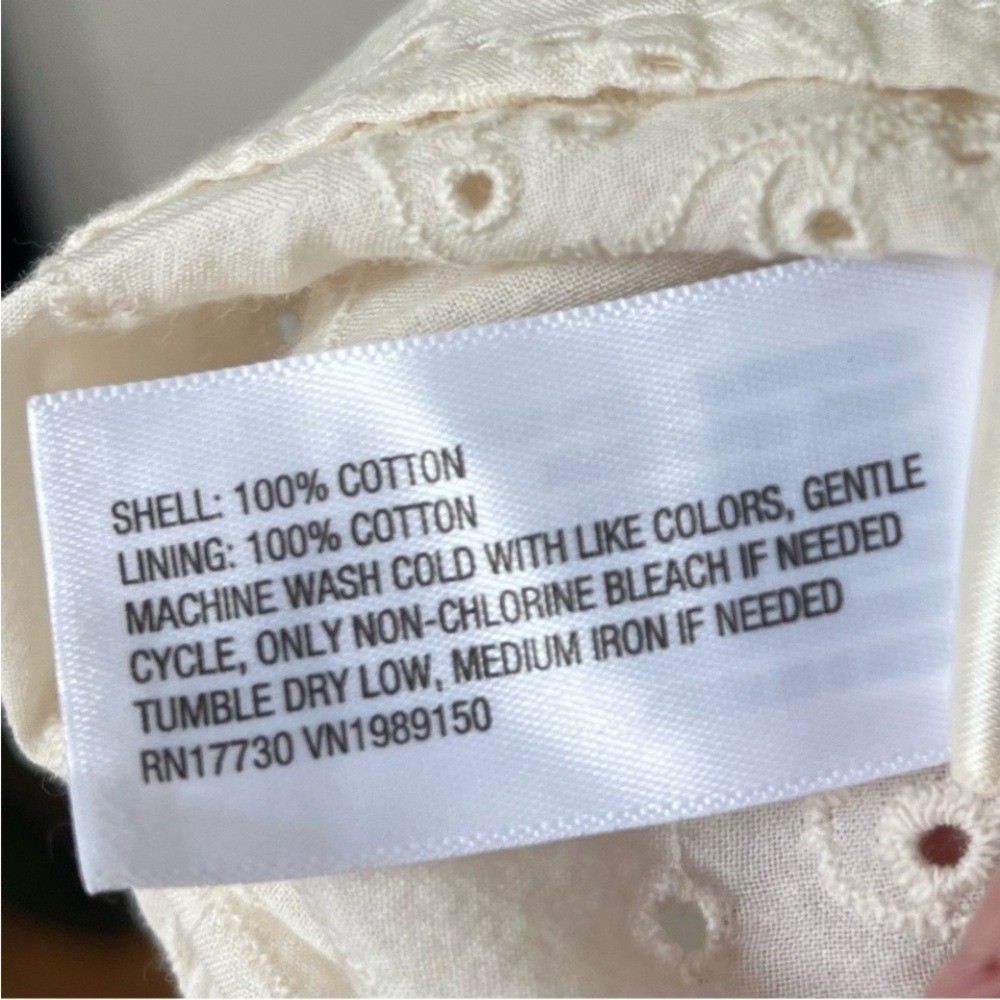 SHELL: 100% COTTON
LINING: 100% COTTON
MACHINE WASH COLD WITH LIKE COLORS, GENTLE
CYCLE, ONLY NON-CHLORINE BLEACH IF NEEDED
TUMBLE DRY LOW, MEDIUM IRON IF NEEDED
RN17730 VN1989150